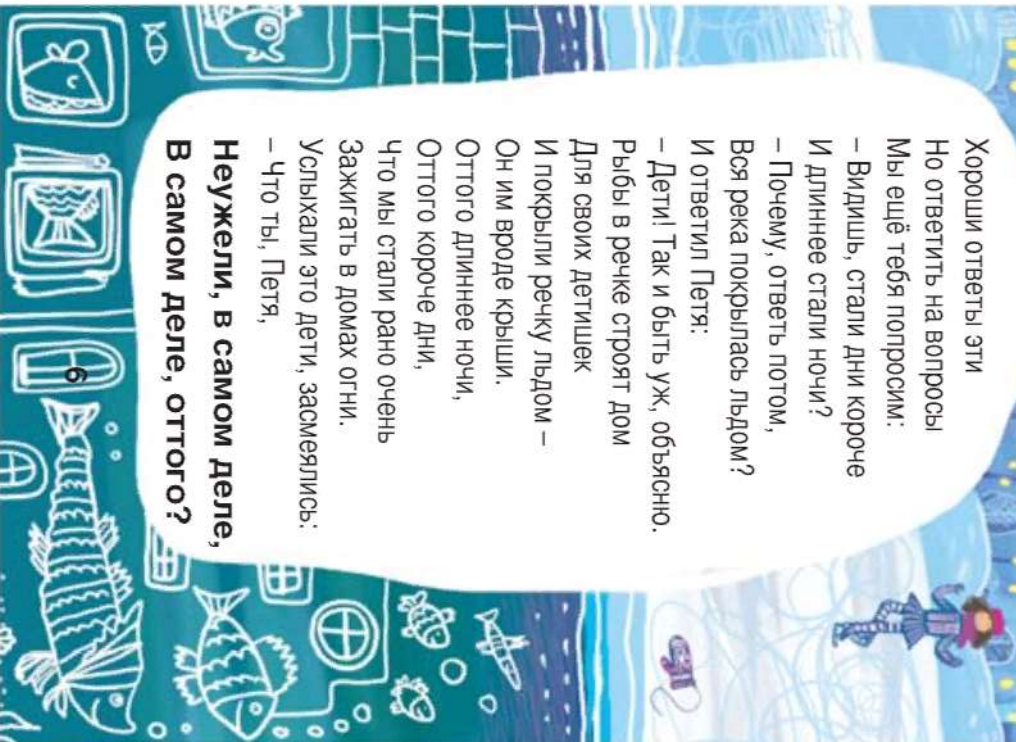 Хороши ответы эти
Но ответить на вопросы
Мы ещё тебя попросим:
– Видишь, стали дни короче
И длиннее стали ночи?
– Почему, ответь потом,
Вся река покрылась льдом?
И ответил Петя:
– Дети! Так и быть уж, объясню.
Рыбы в речке строят дом
Для своих детишек
И покрыли речку льдом –
Он им вроде крыши.
Оттого длиннее ночи,
Оттого короче дни,
Что мы стали рано очень
Зажигать в домах огни.
Услыхали это дети, засмеялись:
– Что ты, Петя,
Неужели, в самом деле,
В самом деле, оттого?
6